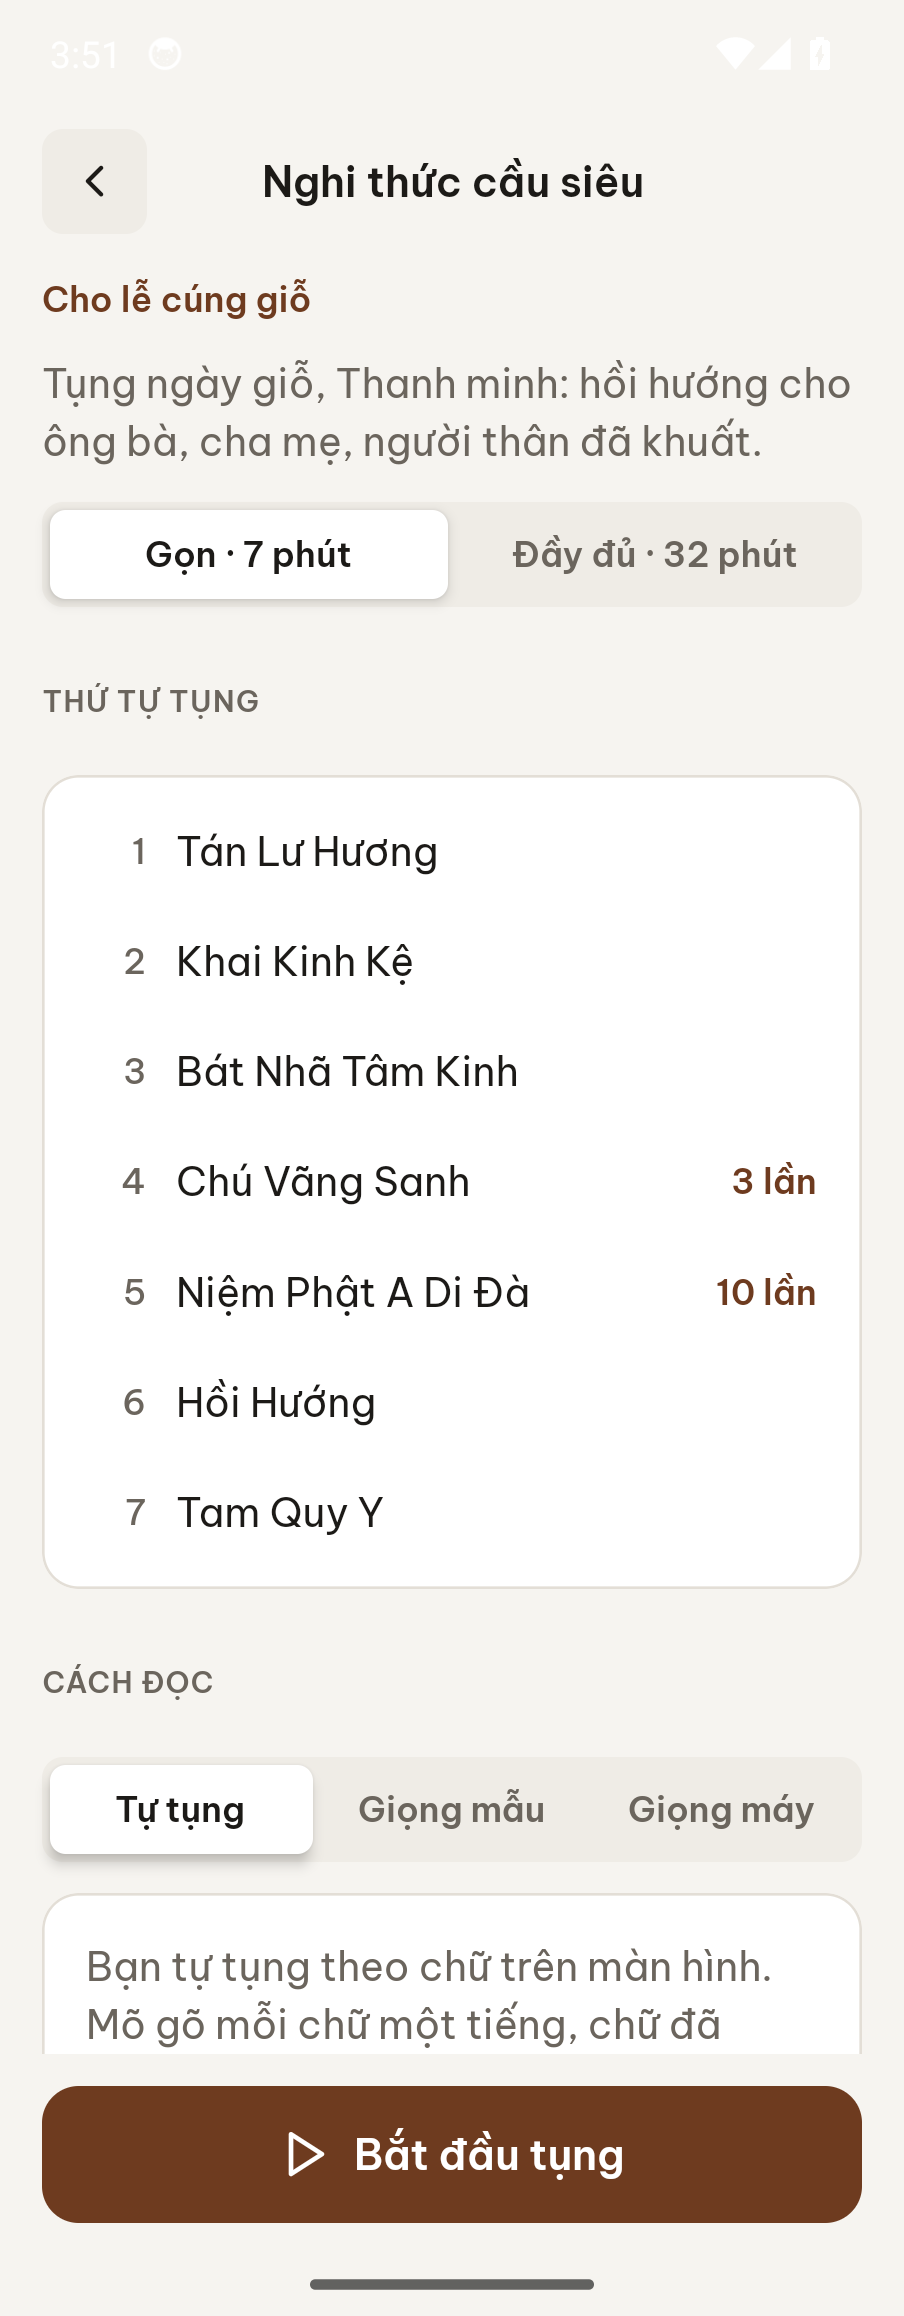 3:51
Nghi thức cầu siêu
Cho lễ cúng giỗ
Tụng ngày giỗ, Thanh minh: hồi hướng cho
ông bà, cha mẹ, người thân đã khuất.
Gọn · 7 phút
Đầy đủ · 32 phút
THỨ TỰ TỤNG
1 Tán Lư Hương
2 Khai Kinh Kệ
3 Bát Nhã Tâm Kinh
4 Chú Vãng Sanh 3 lần
5 Niệm Phật A Di Đà 10 lần
6 Hồi Hướng
7 Tam Quy Y
CÁCH ĐỌC
Tự tụng
Giọng mẫu
Giọng máy
Bạn tự tụng theo chữ trên màn hình.
Mõ gõ mỗi chữ một tiếng, chữ đã
Bắt đầu tụng